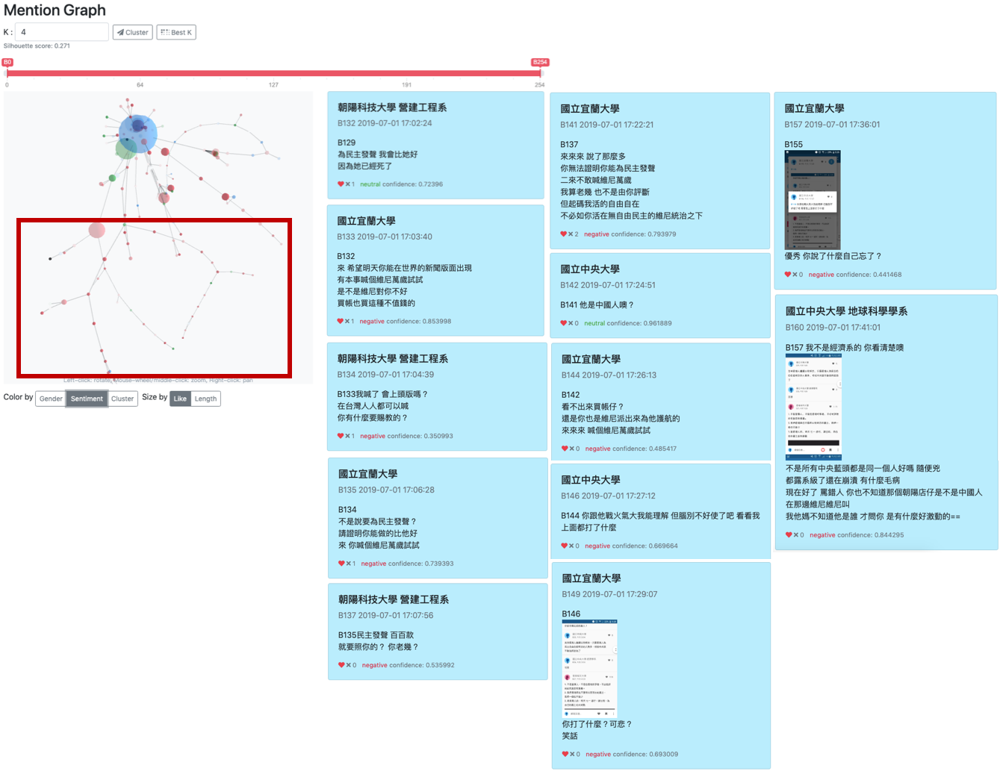 Mention Graph
K : 4 Cluster Best K
Silhouette score: 0.271
B0 B254
0 64 127 191 254
Left-click: rotate, Mouse-wheel/middle-click: zoom, Right-click: pan
Color by Gender Sentiment Cluster Size by Like Length
朝陽科技大學 營建工程系
B132 2019-07-01 17:02:24
B129
為民主發聲 我會比她好
因為她已經死了
1 neutral confidence: 0.72396
國立宜蘭大學
B133 2019-07-01 17:03:40
B132
來 希望明天你能在世界的新聞版面出現
有本事喊個維尼萬歲試試
是不是維尼對你不好
買帳也買這種不值錢的
1 negative confidence: 0.853998
朝陽科技大學 營建工程系
B134 2019-07-01 17:04:39
B133我喊了 會上頭版嗎？
在台灣人人都可以喊
你有什麼要賜教的？
1 negative confidence: 0.350993
國立宜蘭大學
B135 2019-07-01 17:06:28
B134
不是說要為民主發聲？
請證明你能做的比他好
來 你喊個維尼萬歲試試
1 negative confidence: 0.739393
朝陽科技大學 營建工程系
B137 2019-07-01 17:07:56
B135民主發聲 百百款
就要照你的？ 你老幾？
0 negative confidence: 0.535992
國立宜蘭大學
B141 2019-07-01 17:22:21
B137
來來來 說了那麼多
你無法證明你能為民主發聲
二來不敢喊維尼萬歲
我算老幾 也不是由你評斷
但起碼我活的自由自在
不必如你活在無自由民主的維尼統治之下
2 negative confidence: 0.793979
國立中央大學
B142 2019-07-01 17:24:51
B141 他是中國人噢？
0 neutral confidence: 0.961889
國立宜蘭大學
B144 2019-07-01 17:26:13
B142
看不出來買帳仔？
還是你也是維尼派出來為他護航的
來來來 喊個維尼萬歲試試
0 negative confidence: 0.485417
國立中央大學
B146 2019-07-01 17:27:12
B144 你跟他戰火氣大我能理解 但腦別不好使了吧 看看我
上面都打了什麼
0 negative confidence: 0.669664
國立宜蘭大學
B149 2019-07-01 17:29:07
B146
你打了什麼？可悲？
笑話
0 negative confidence: 0.693009
國立宜蘭大學
B157 2019-07-01 17:36:01
B155
優秀 你說了什麼自己忘了？
0 negative confidence: 0.441468
國立中央大學 地球科學學系
B160 2019-07-01 17:41:01
B157 我不是經濟系的 你看清楚噢
不是所有中央藍頭都是同一個人好嗎 隨便兇
都露系級了還在崩潰 有什麼毛病
現在好了 罵錯人 你也不知道那個朝陽店仔是不是中國人
在那邊維尼維尼叫
我他媽不知道他是誰 才問你 是有什麼好激動的==
0 negative confidence: 0.844295